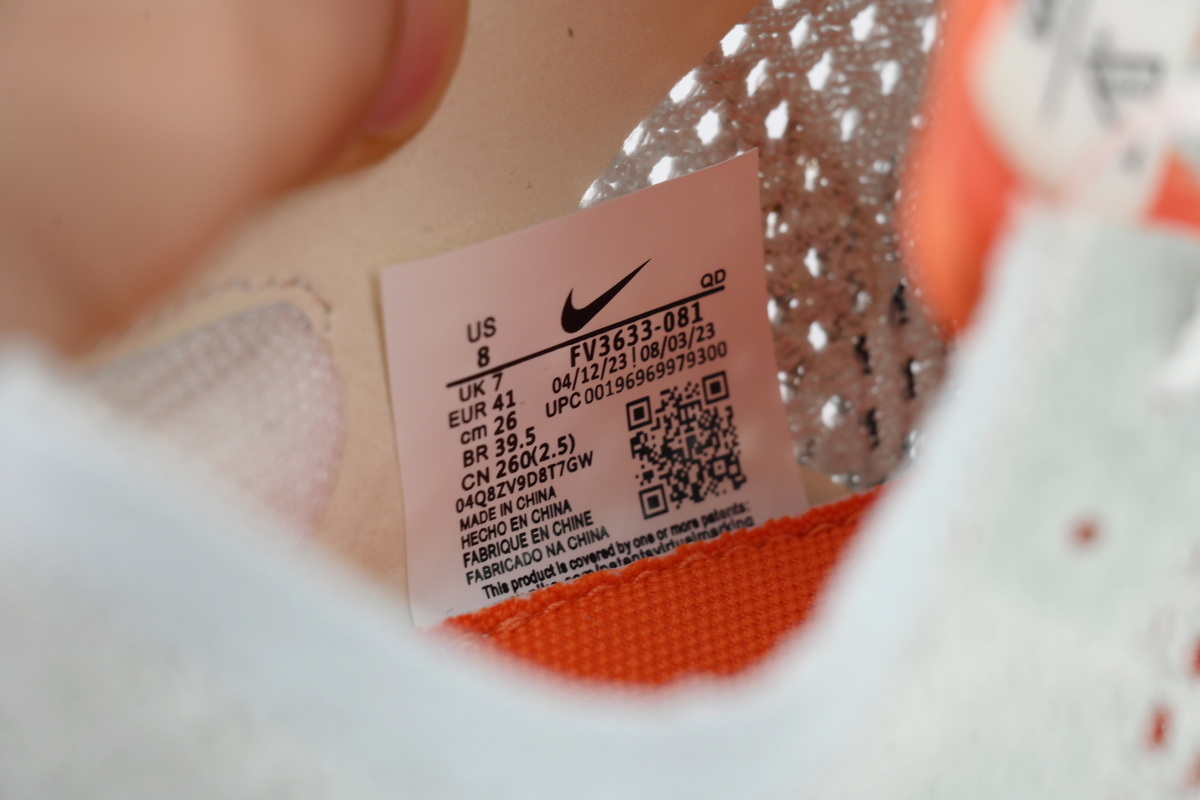 QD
US
8
FV3633-081
04/12/23 08/03/23
UPC 00196969979300
UK 7
EUR 41
cm 26
BR 39.5
CN 260(2.5)
04Q8ZV9D8T7GW
MADE IN CHINA
HECHO EN CHINA
FABRIQUE EN CHINE
FABRICADO NA CHINA
This product is covered by one or more patents: